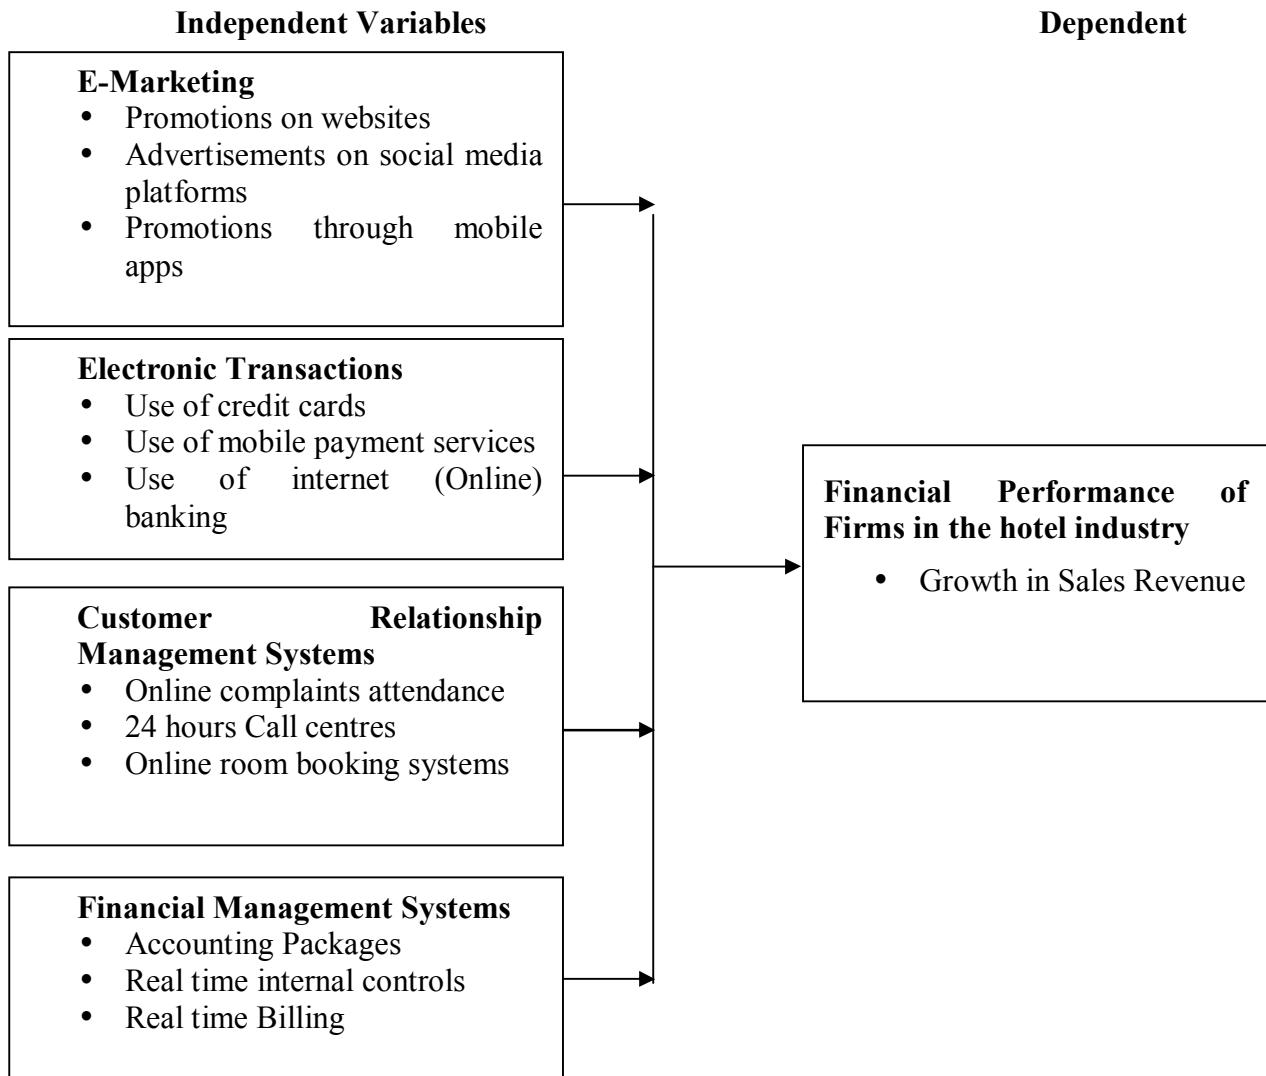 Independent Variables
Dependent
E-Marketing
• Promotions on websites
• Advertisements on social media
platforms
• Promotions through mobile
apps
Electronic Transactions
• Use of credit cards
• Use of mobile payment services
• Use of internet (Online)
banking
Customer Relationship
Management Systems
• Online complaints attendance
• 24 hours Call centres
• Online room booking systems
Financial Management Systems
• Accounting Packages
• Real time internal controls
• Real time Billing
Financial Performance of
Firms in the hotel industry
• Growth in Sales Revenue